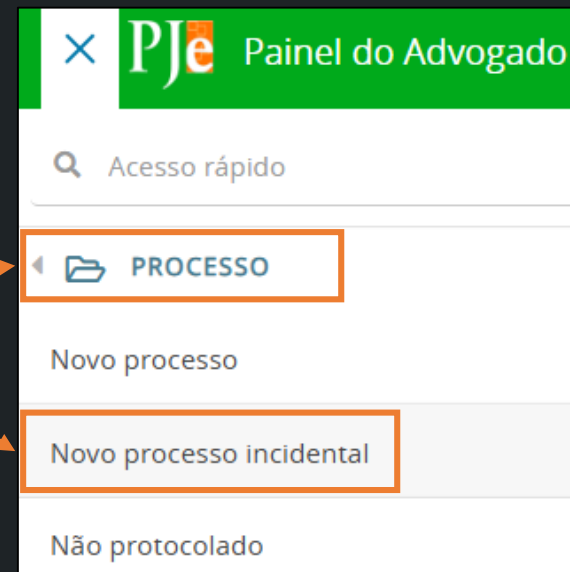 PJe Painel do Advogado
Acesso rápido
PROCESSO
Novo processo
Novo processo incidental
Não protocolado